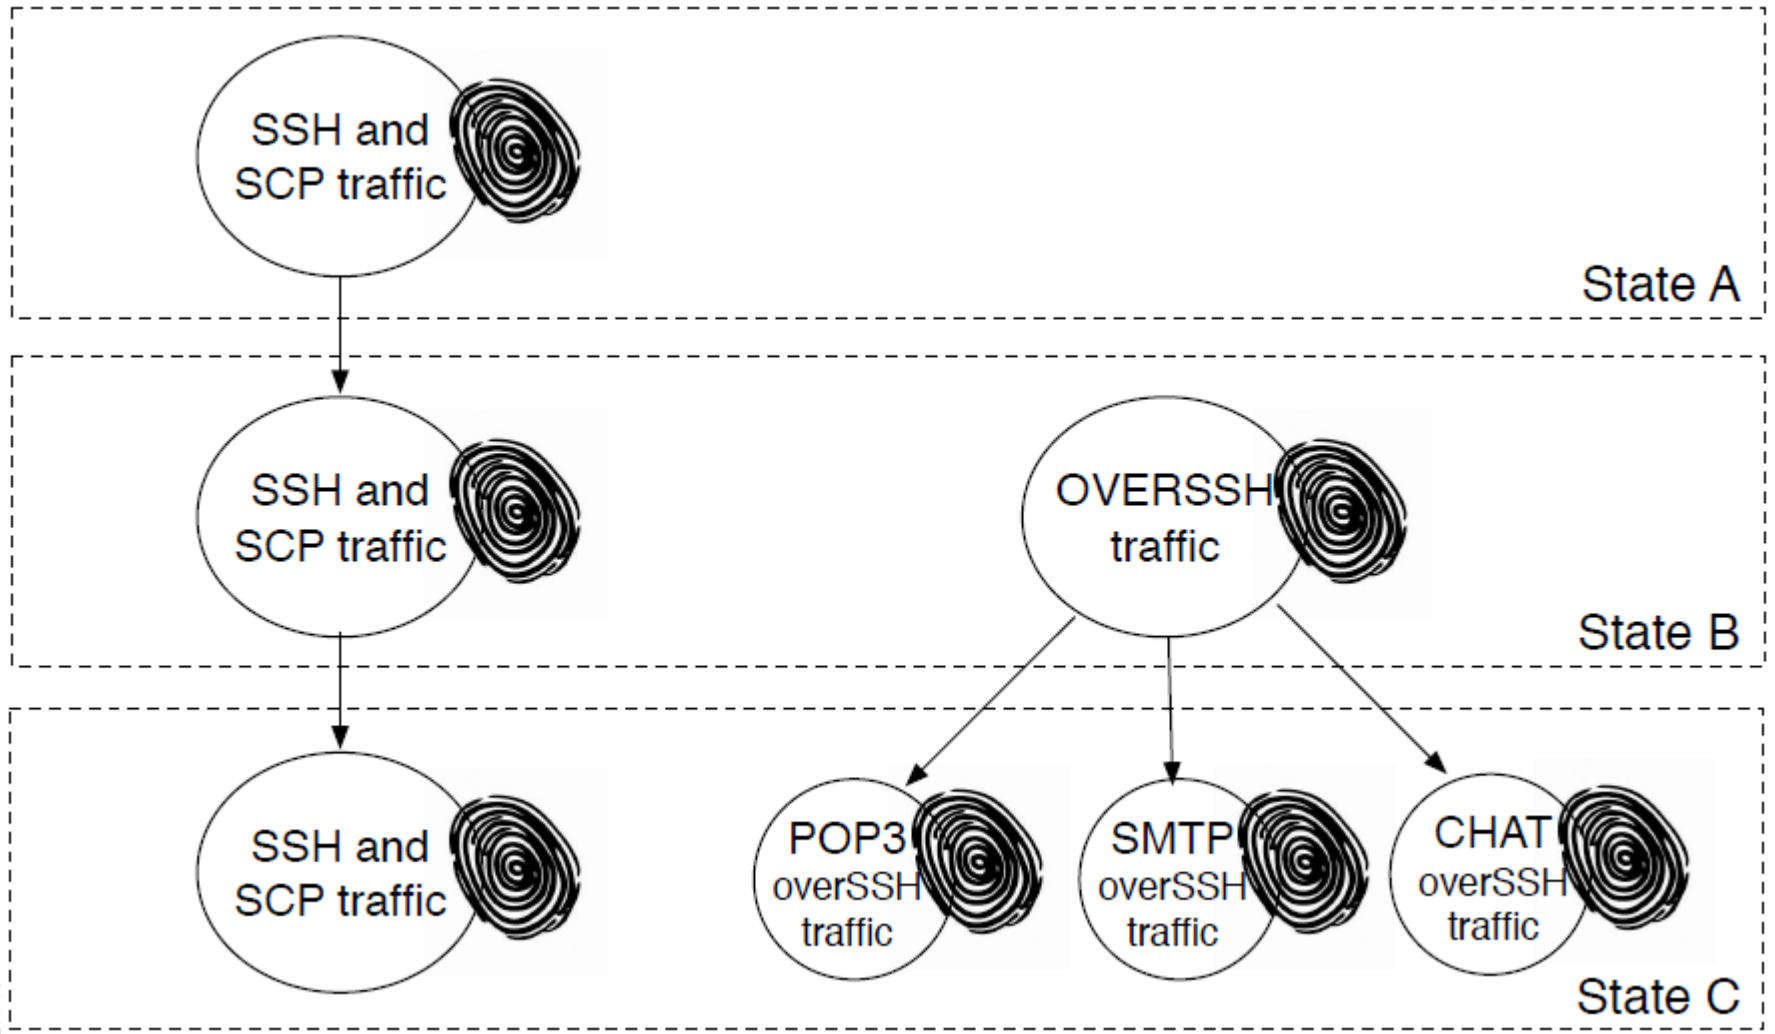 SSH and
SCP traffic
State A
SSH and
SCP traffic
OVERSSH
traffic
State B
SSH and
SCP traffic
POP3
overSSH
traffic
SMTP
overSSH
traffic
CHAT
overSSH
traffic
State C